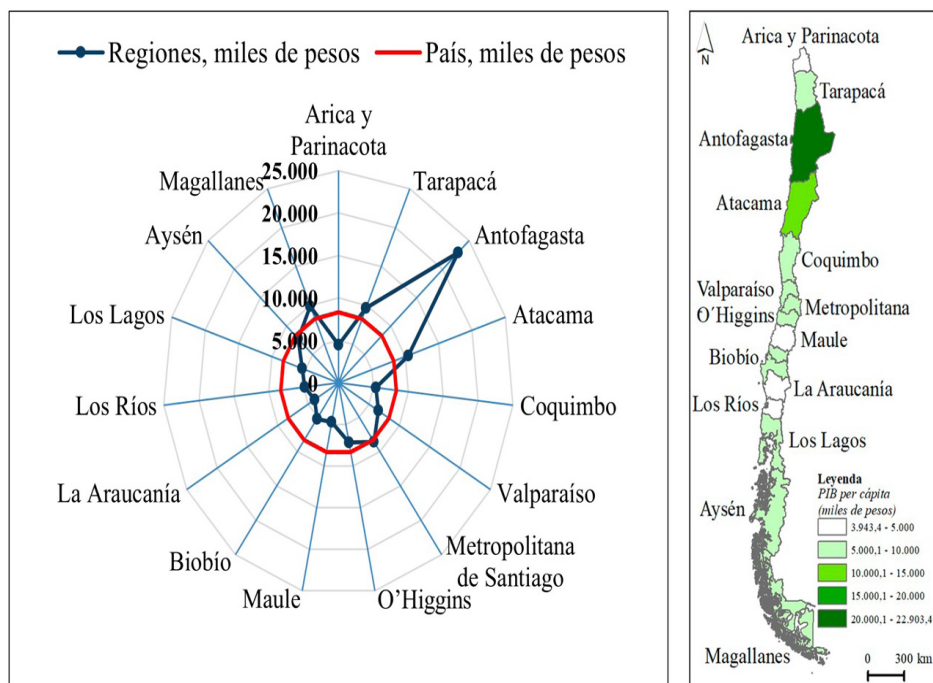 Regiones, miles de pesos
País, miles de pesos
Arica y
Parinacota
Tarapacá
Antofagasta
Atacama
Coquimbo
Valparaíso
Metropolitana
de Santiago
O’Higgins
Maule
Biobío
La Araucanía
Los Ríos
Los Lagos
Aysén
Magallanes
25.000
20.000
15.000
10.000
5.000
0
N
Arica y Parinacota
Tarapacá
Antofagasta
Atacama
Coquimbo
Valparaíso
O´Higgins
Metropolitana
Maule
Biobío
La Araucanía
Los Ríos
Los Lagos
Aysén
Magallanes
Leyenda
PIB per cápita
(miles de pesos)
3.943,4 - 5.000
5.000,1 - 10.000
10.000,1 - 15.000
15.000,1 - 20.000
20.000,1 - 22.903,4
0 300 km